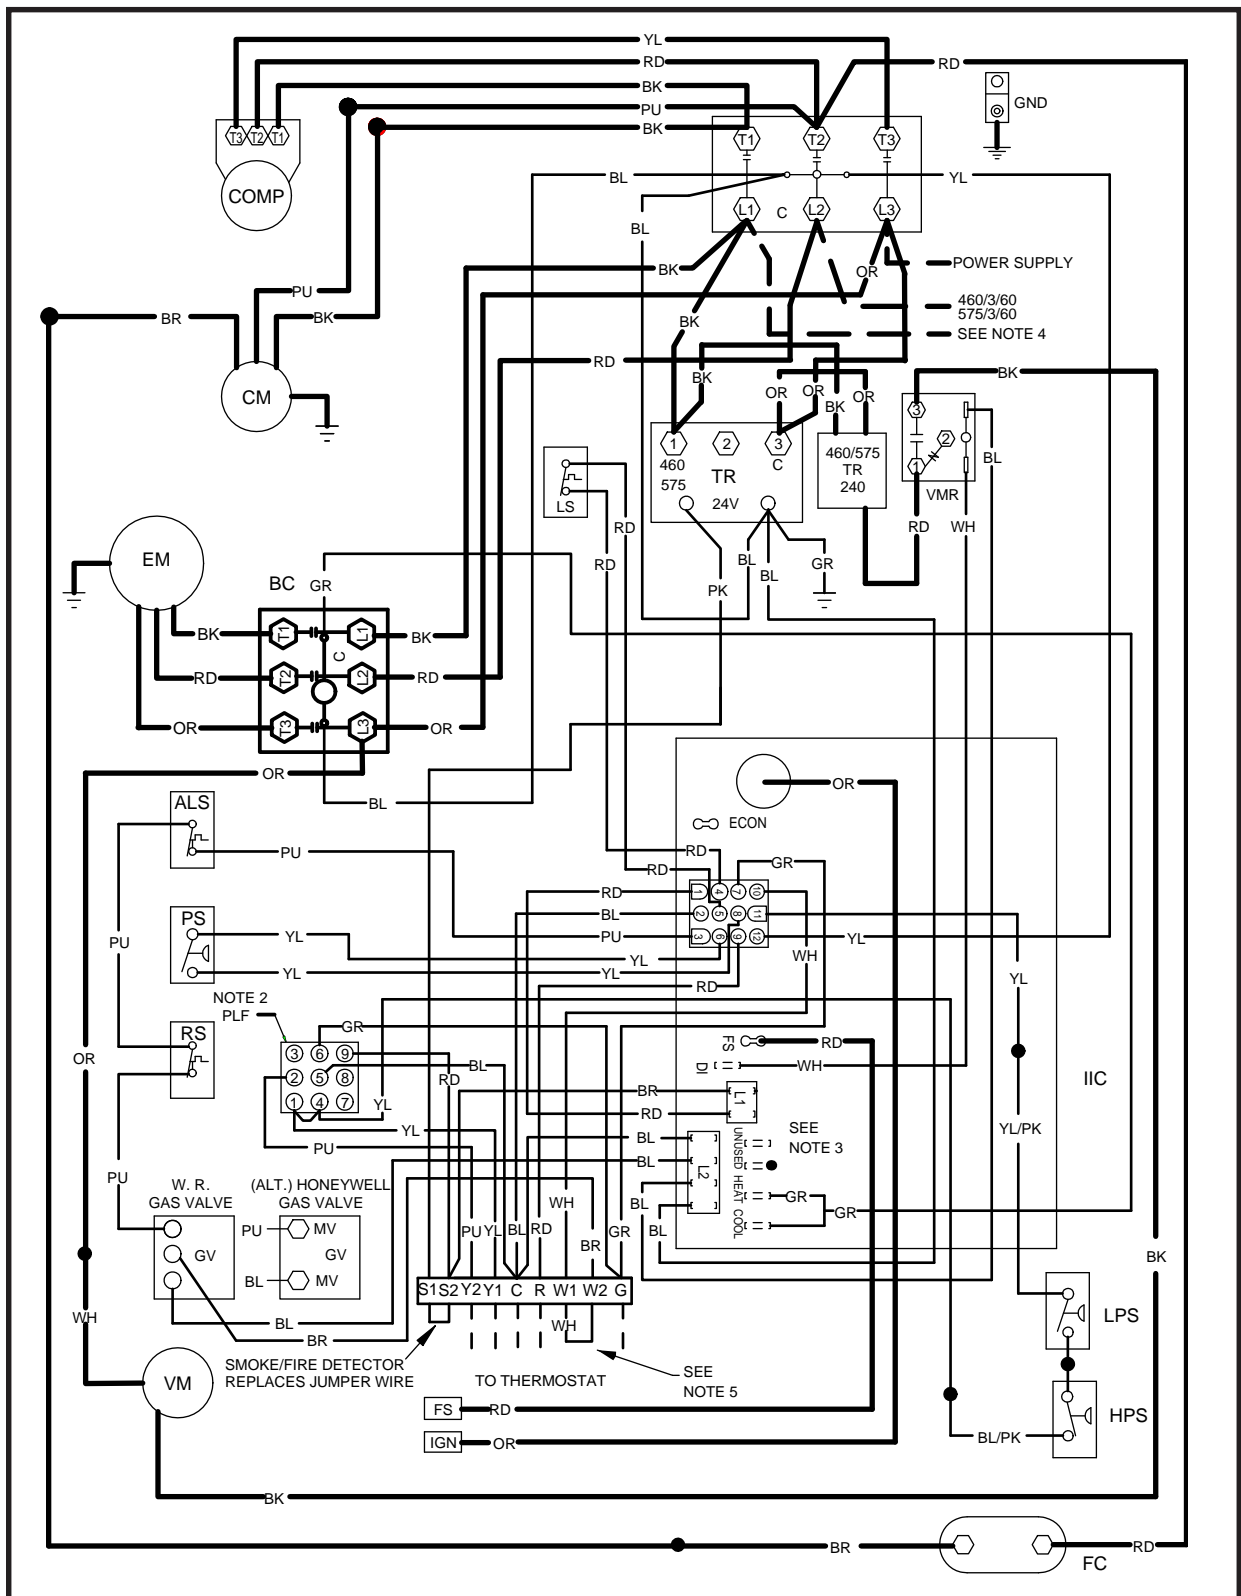 YL
RD
RD
BK
PU
BK
GND
T3 T2 T1
T1 T2 T3
COMP
BL
YL
L1 C L2 L3
BL
BK
OR
POWER SUPPLY
PU
460/3/60
575/3/60
BR
BK
BK
SEE NOTE 4
RD
BK
OR
OR
BK
OR
BK
CM
3
1 2 3
460
575
TR
C
24V
460/575
TR
240
2
1
VMR
BL
LS
RD
RD
WH
EM
RD
BL
BL
GR
PK
BC
GR
BK
T1
L1
BK
C
RD
T2
L2
RD
OR
T3
L3
OR
OR
OR
BL
ALS
ECON
PU
RD
GR
RD
RD
1 4 7 10
BL
2 5 8 11
PS
PU
3 6 9 12
YL
PU
YL
YL
WH
YL
YL
RD
YL
NOTE 2
PLF
RS
GR
OR
3 6 9
FS
RD
2 5 8
BL
RD
DI
WH
IIC
1 4 7
YL
BR
L1
RD
YL
SEE
NOTE 3
YL/PK
PU
BL
UNUSED
PU
BL
L2
W. R.
GAS VALVE
(ALT.) HONEYWELL
GAS VALVE
HEAT
GR
WH
BL
GR
COOL
PU
MV
GV
GV
PU YL BL RD
BR
GR
BL
BK
BL
MV
S1 S2 Y2 Y1 C R W1 W2 G
LPS
WH
BL
WH
BR
SMOKE/FIRE DETECTOR
REPLACES JUMPER WIRE
TO THERMOSTAT
SEE
NOTE 5
VM
FS
RD
HPS
IGN
OR
BL/PK
BK
BR
RD
FC